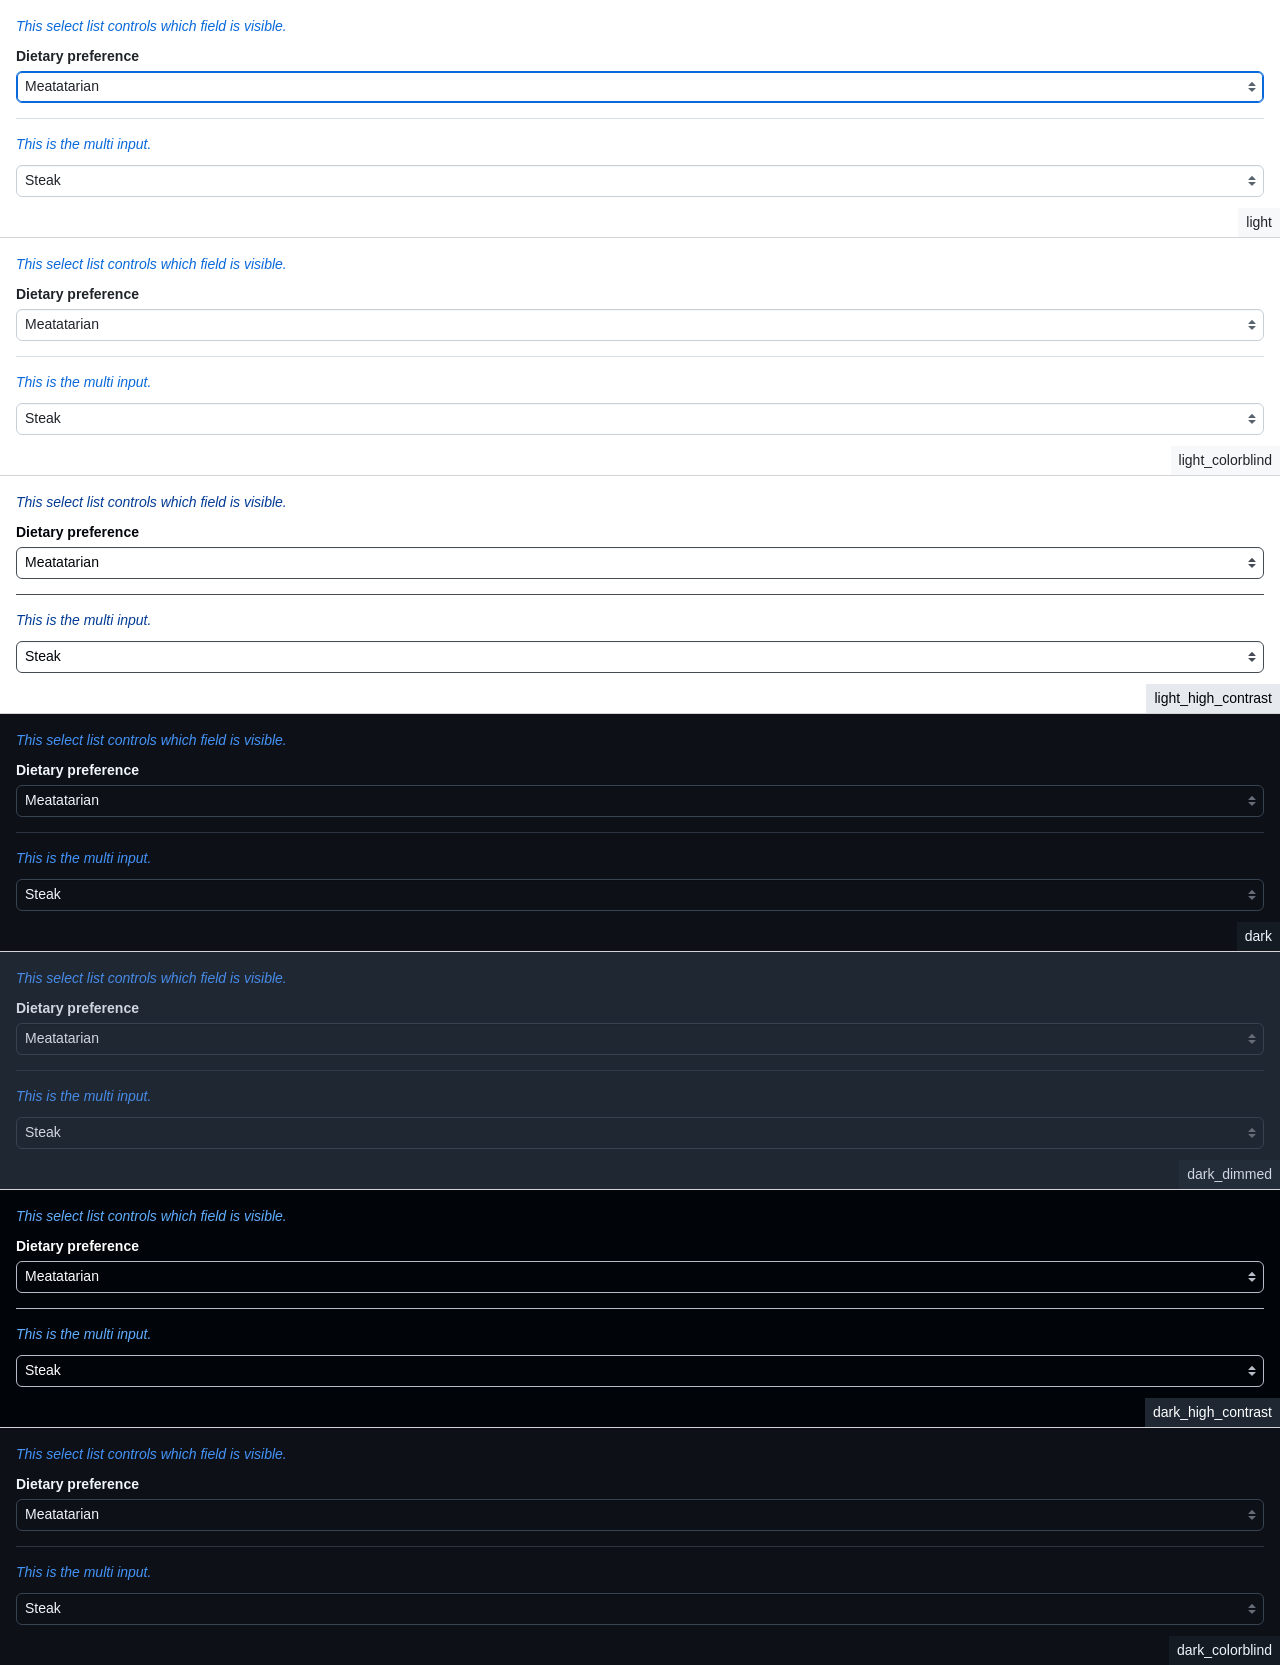 This select list controls which field is visible.
Dietary preference
Meatatarian
This is the multi input.
Steak
light
This select list controls which field is visible.
Dietary preference
Meatatarian
This is the multi input.
Steak
light_colorblind
This select list controls which field is visible.
Dietary preference
Meatatarian
This is the multi input.
Steak
light_high_contrast
This select list controls which field is visible.
Dietary preference
Meatatarian
This is the multi input.
Steak
dark
This select list controls which field is visible.
Dietary preference
Meatatarian
This is the multi input.
Steak
dark_dimmed
This select list controls which field is visible.
Dietary preference
Meatatarian
This is the multi input.
Steak
dark_high_contrast
This select list controls which field is visible.
Dietary preference
Meatatarian
This is the multi input.
Steak
dark_colorblind